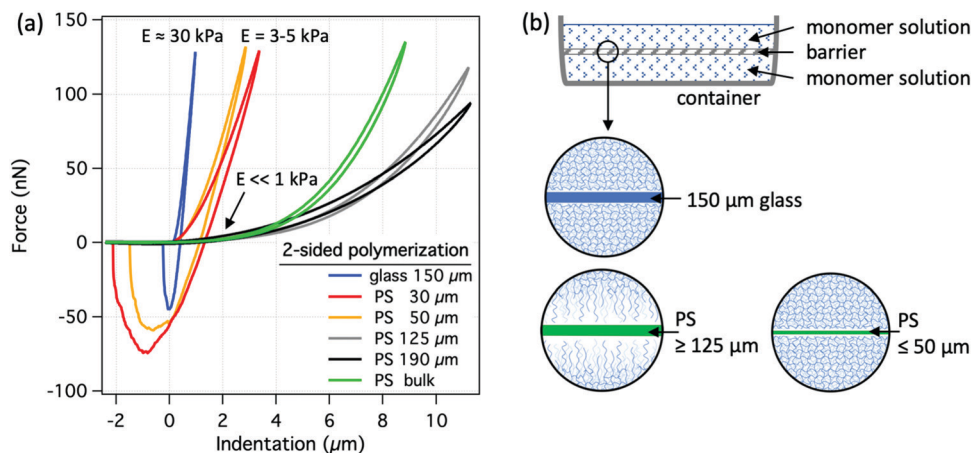 (a)
150
100
50
0
-50
-100
Force (nN)
E ≈ 30 kPa E = 3-5 kPa
E << 1 kPa
2-sided polymerization
glass 150 µm
PS 30 µm
PS 50 µm
PS 125 µm
PS 190 µm
PS bulk
-2 0 2 4 6 8 10
Indentation (µm)
(b)
monomer solution
barrier
monomer solution
container
150 µm glass
PS
≥ 125 µm
PS
≤ 50 µm